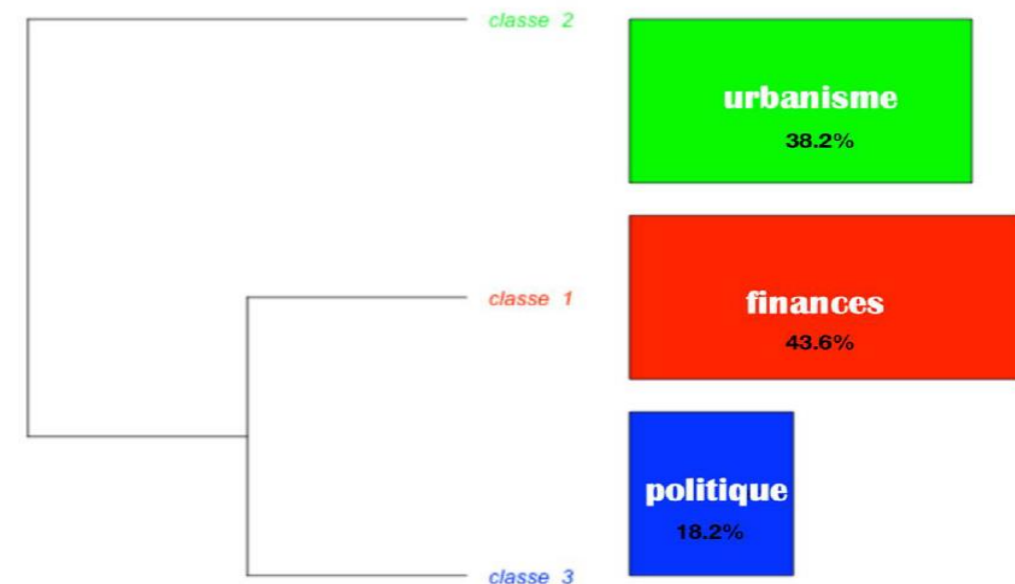 classe 2
urbanisme
38.2%
classe 1
finances
43.6%
politique
18.2%
classe 3